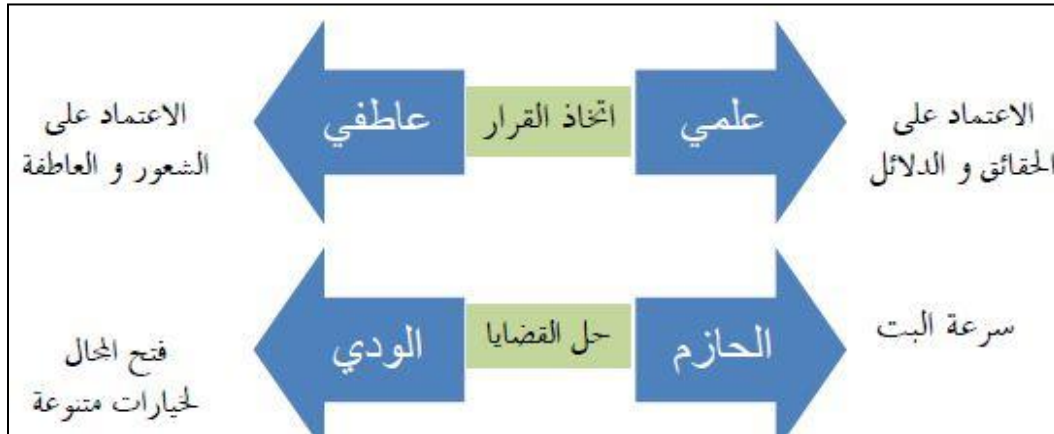 الاعتماد على
الحقائق و الدلائل
علمي
اتخاذ القرار
عاطفي
الاعتماد على
الشعور و العاطفة
سرعة البت
الحازم
حل القضايا
الودي
فتح المجال
لخيارات متنوعة